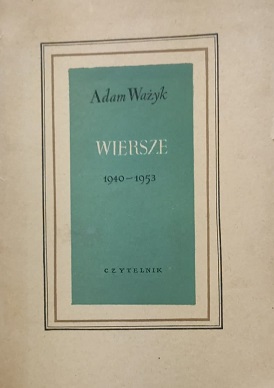 Adam Ważyk
WIERSZE
1940—1953
CZYTELNIK